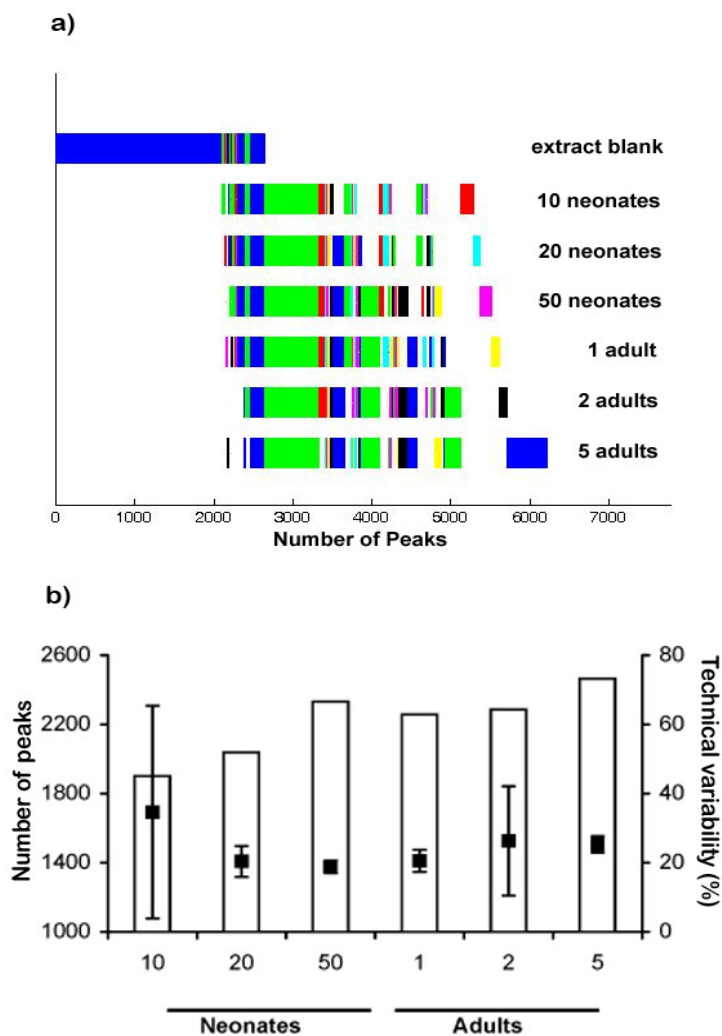 a)
extract blank
10 neonates
20 neonates
50 neonates
1 adult
2 adults
5 adults
0 1000 2000 3000 4000 5000 6000 7000
Number of Peaks
b)
Number of peaks
2600
2200
1800
1400
1000
80
60
40
20
0
Technical variability (%)
10 20 50 1 2 5
Neonates Adults